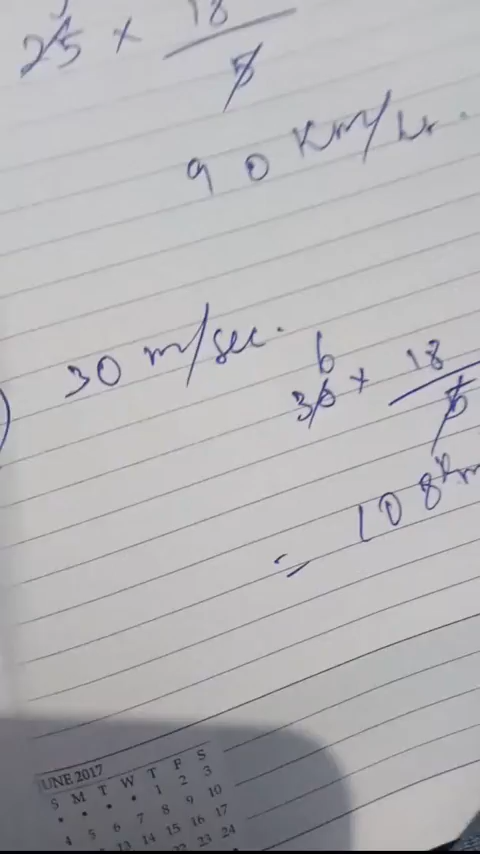 25 × 18
5
90 Km/hr.
30 m/sec.
6
30 × 18
5
= 108 Km
JUNE 2017
S M T W T F S
• • • • 1 2 3
4 5 6 7 8 9 10
13 14 15 16 17
22 23 24